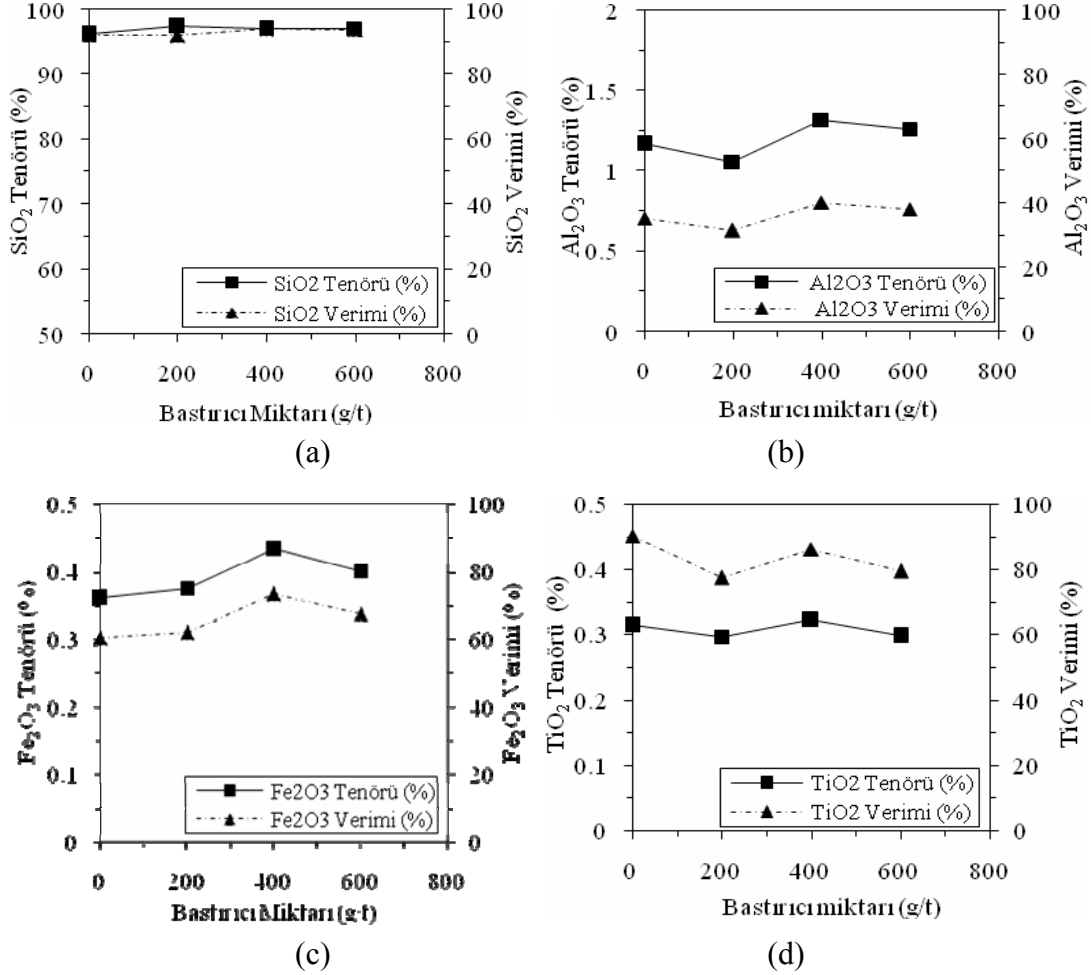 100
90
80
70
60
50
SiO2 Tenörü (%)
100
80
60
40
20
0
SiO2 Verimi (%)
SiO2 Tenörü (%)
SiO2 Verimi (%)
0 200 400 600 800
Bastırıcı Miktarı (g/t)
(a)
2
1.5
1
0.5
0
Al2O3 Tenörü (%)
100
80
60
40
20
0
Al2O3 Verimi (%)
Al2O3 Tenörü (%)
Al2O3 Verimi (%)
0 200 400 600 800
Bastırıcı miktarı (g/t)
(b)
0.5
0.4
0.3
0.2
0.1
0
Fe2O3 Tenörü (%)
100
80
60
40
20
0
Fe2O3 Verimi (%)
Fe2O3 Tenörü (%)
Fe2O3 Verimi (%)
0 200 400 600 800
Bastırıcı Miktarı (g/t)
(c)
0.5
0.4
0.3
0.2
0.1
0
TiO2 Tenörü (%)
100
80
60
40
20
0
TiO2 Verimi (%)
TiO2 Tenörü (%)
TiO2 Verimi (%)
0 200 400 600 800
Bastırıcı miktarı (g/t)
(d)